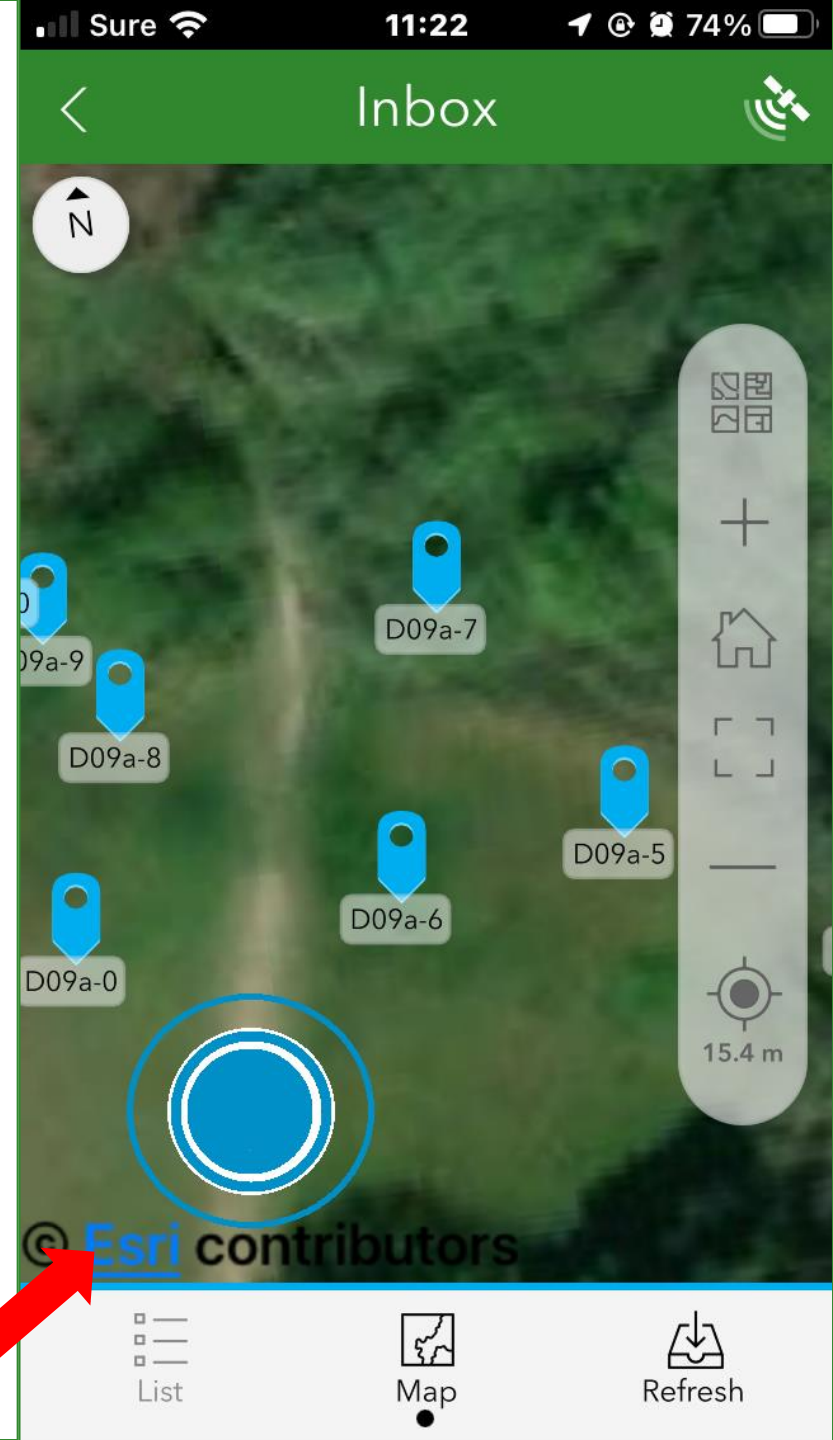 Sure 11:22 74%
Inbox
N
D09a-7
09a-9
D09a-8
D09a-5
D09a-6
D09a-0
15.4 m
© Esri contributors
List Map Refresh